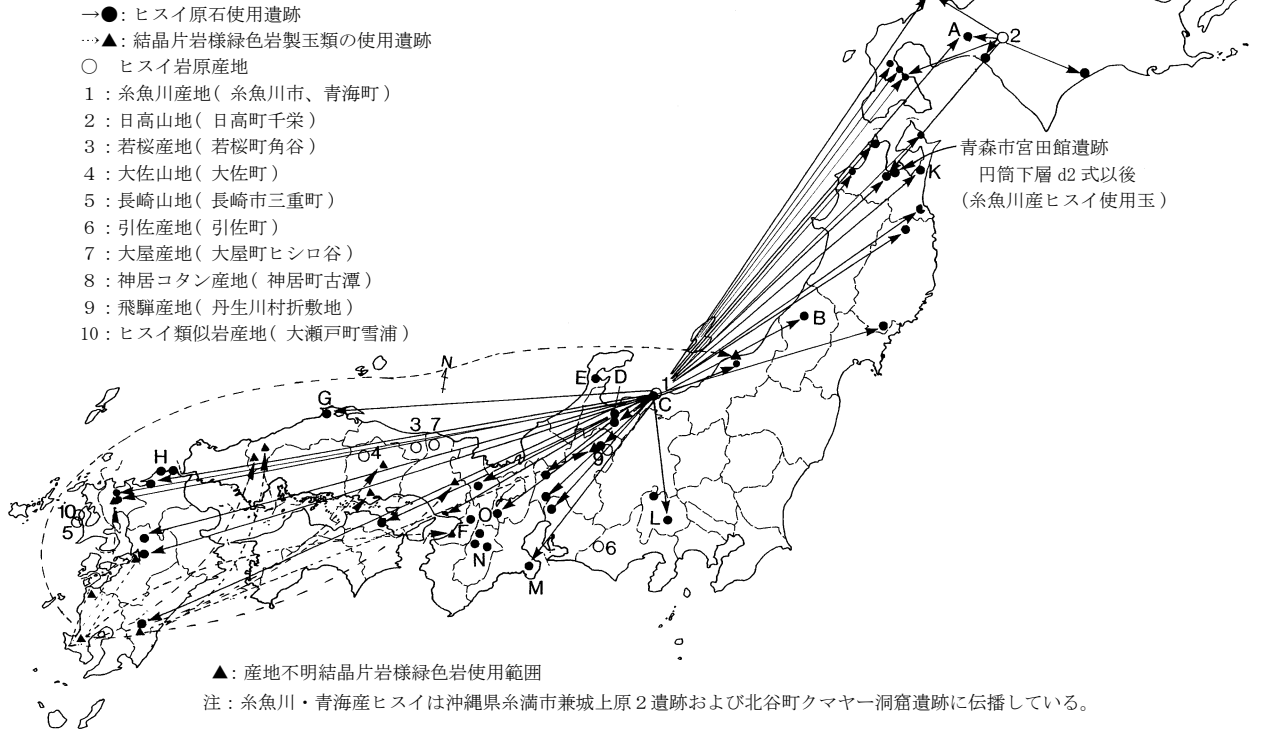 →●：ヒスイ原石使用遺跡
…›▲：結晶片岩様緑色岩製玉類の使用遺跡
○　ヒスイ岩原産地
1：糸魚川産地( 糸魚川市、青海町 )
2：日高山地( 日高町千栄 )
3：若桜産地( 若桜町角谷 )
4：大佐山地( 大佐町 )
5：長崎山地( 長崎市三重町 )
6：引佐産地( 引佐町 )
7：大屋産地( 大屋町ヒシロ谷 )
8：神居コタン産地( 神居町古潭 )
9：飛騨産地( 丹生川村折敷地 )
10：ヒスイ類似岩産地( 大瀬戸町雪浦 )
A
2
青森市宮田館遺跡
円筒下層 d2 式以後
（糸魚川産ヒスイ使用玉 ）
K
B
N
E
D
1
C
G
3
7
4
9
H
10
5
O
F
N
L
6
M
▲：産地不明結晶片岩様緑色岩使用範囲
注：糸魚川・青海産ヒスイは沖縄県糸満市兼城上原２遺跡および北谷町クマヤー洞窟遺跡に伝播している。